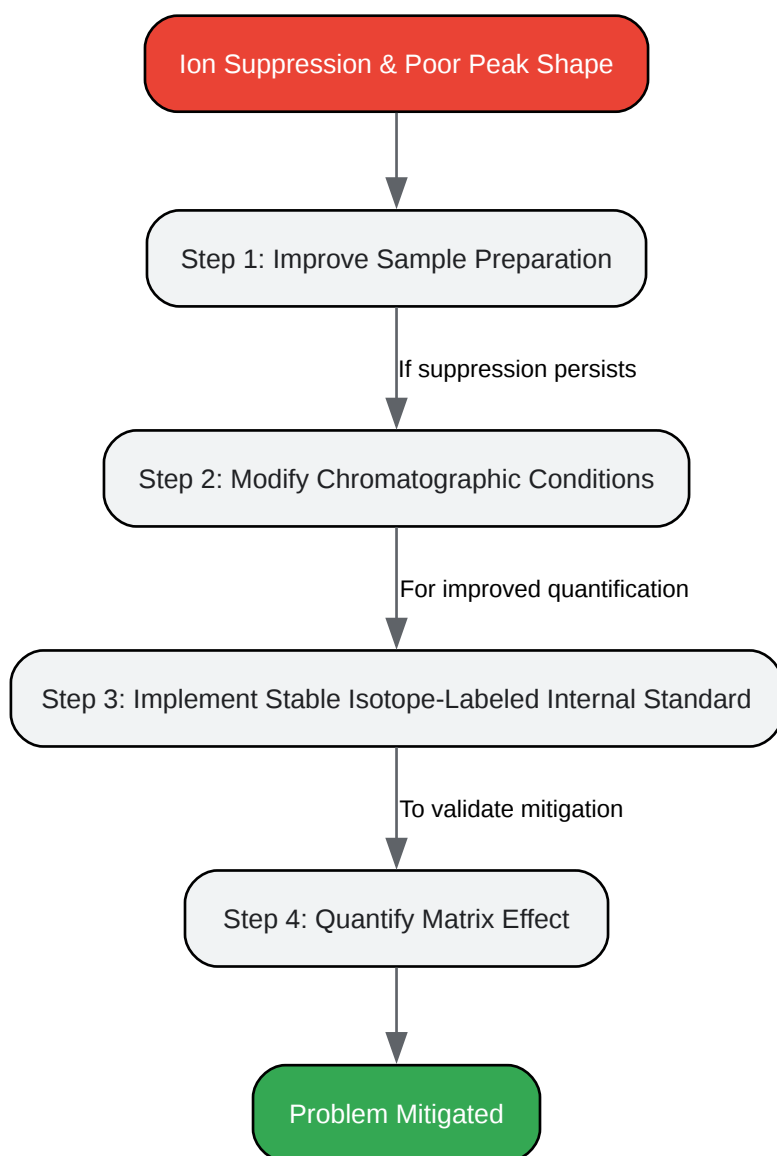 Ion Suppression & Poor Peak Shape
Step 1: Improve Sample Preparation
If suppression persists
Step 2: Modify Chromatographic Conditions
For improved quantification
Step 3: Implement Stable Isotope-Labeled Internal Standard
To validate mitigation
Step 4: Quantify Matrix Effect
Problem Mitigated